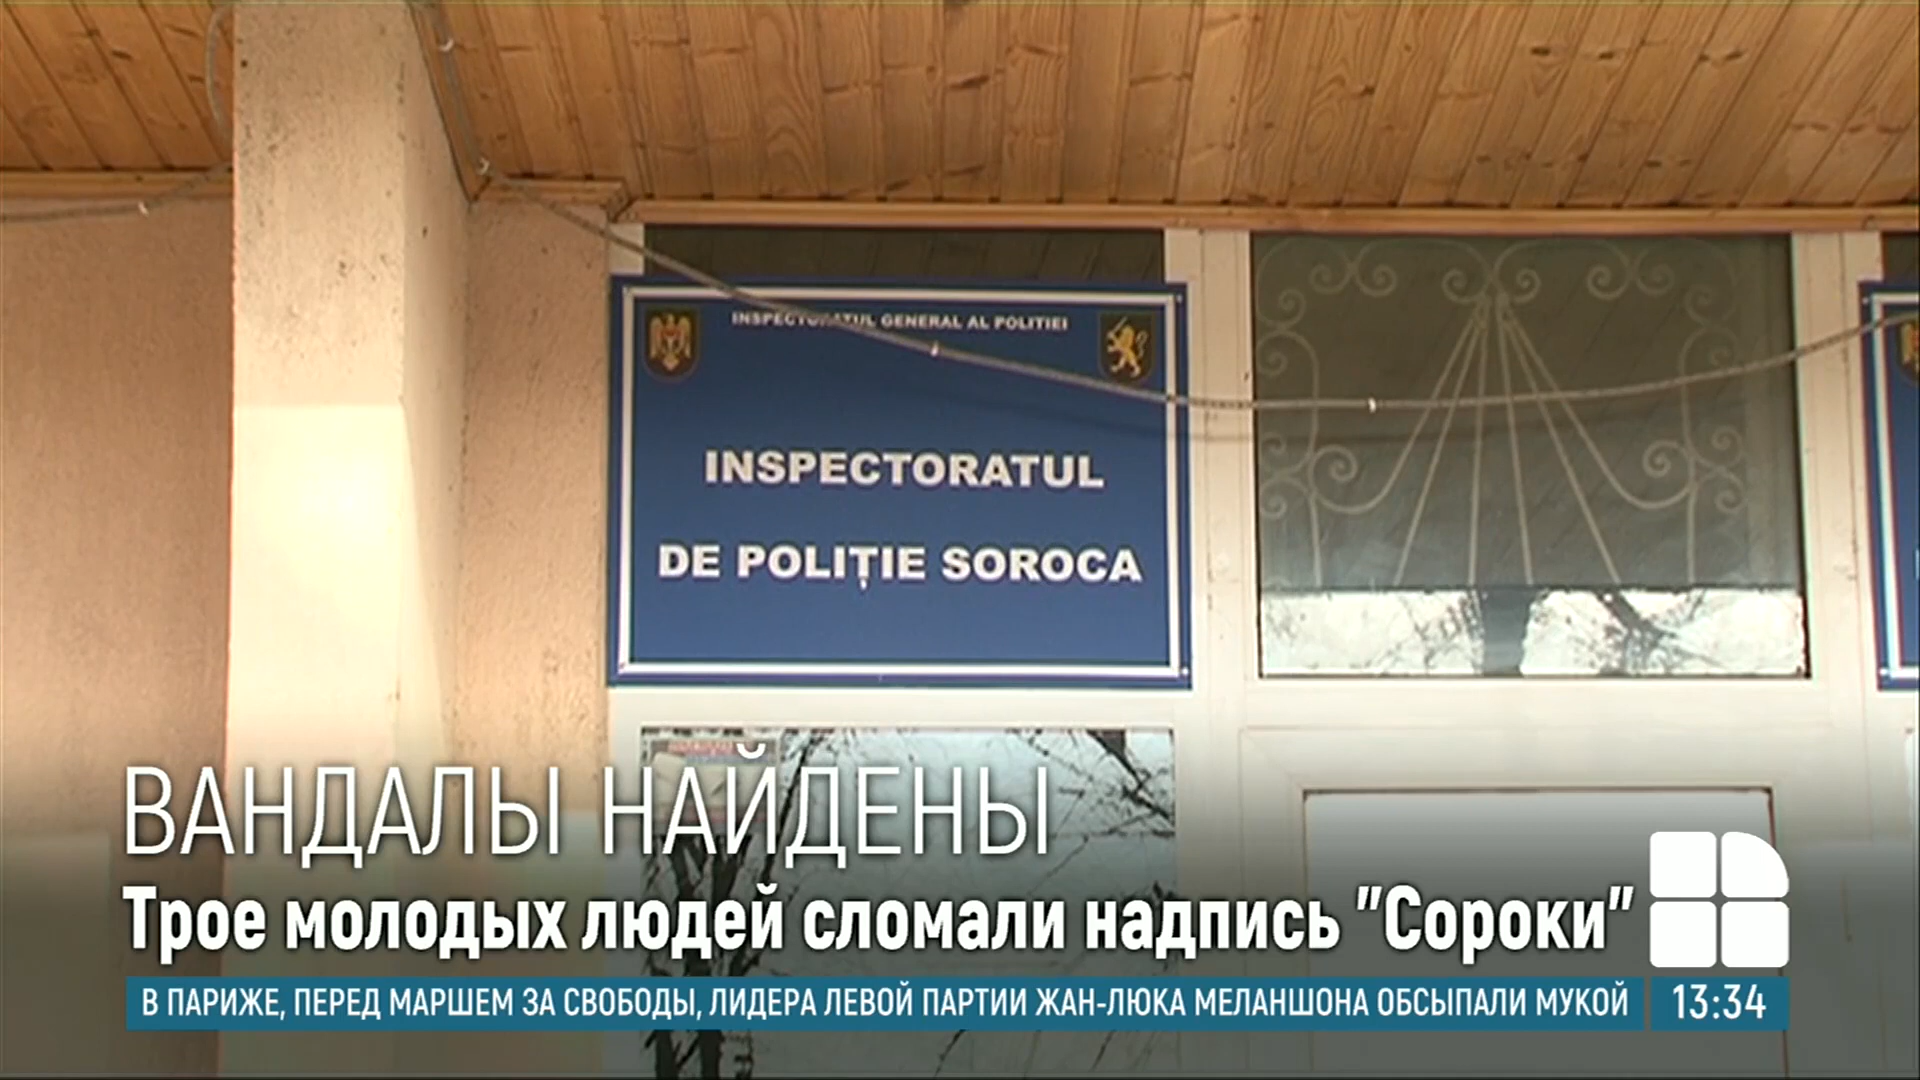 INSPECTORATUL GENERAL AL POLITIEI
INSPECTORATUL
DE POLIȚIE SOROCA
ВАНДАЛЫ НАЙДЕНЫ
Трое молодых людей сломали надпись "Сороки"
В ПАРИЖЕ, ПЕРЕД МАРШЕМ ЗА СВОБОДЫ, ЛИДЕРА ЛЕВОЙ ПАРТИИ ЖАН-ЛЮКА МЕЛАНШОНА ОБСЫПАЛИ МУКОЙ
13:34